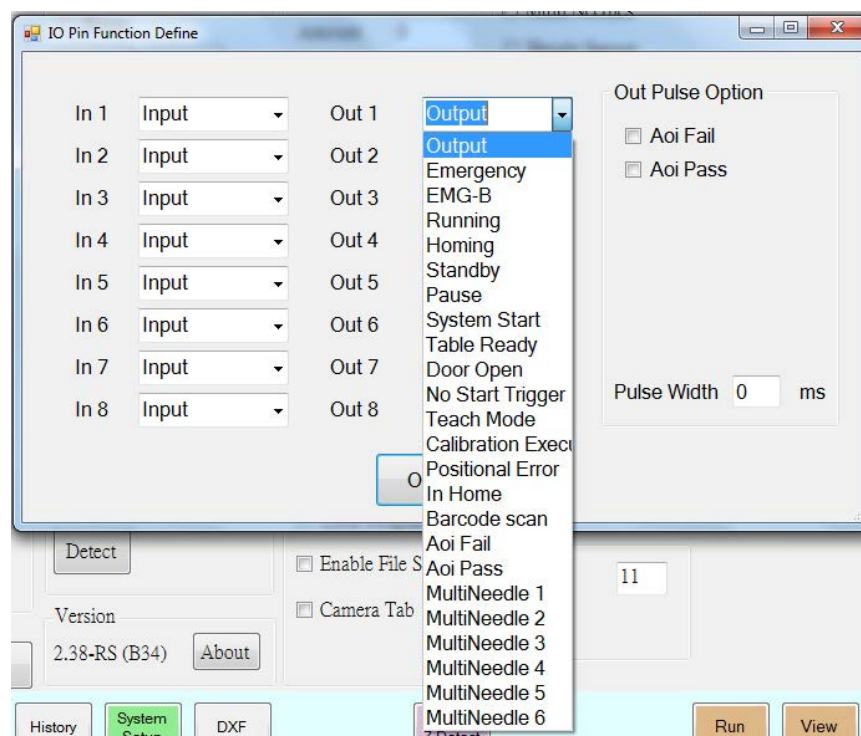 IO Pin Function Define
In 1 Input Out 1 Output
In 2 Input Out 2
In 3 Input Out 3
In 4 Input Out 4
In 5 Input Out 5
In 6 Input Out 6
In 7 Input Out 7
In 8 Input Out 8
Output
Emergency
EMG-B
Running
Homing
Standby
Pause
System Start
Table Ready
Door Open
No Start Trigger
Teach Mode
Calibration Execu
Positional Error
In Home
Barcode scan
Aoi Fail
Aoi Pass
MultiNeedle 1
MultiNeedle 2
MultiNeedle 3
MultiNeedle 4
MultiNeedle 5
MultiNeedle 6
Out Pulse Option
Aoi Fail
Aoi Pass
Pulse Width 0 ms
O
Detect
Enable File S
11
Version
Camera Tab
2.38-RS (B34) About
History
System
DXF
Run
View